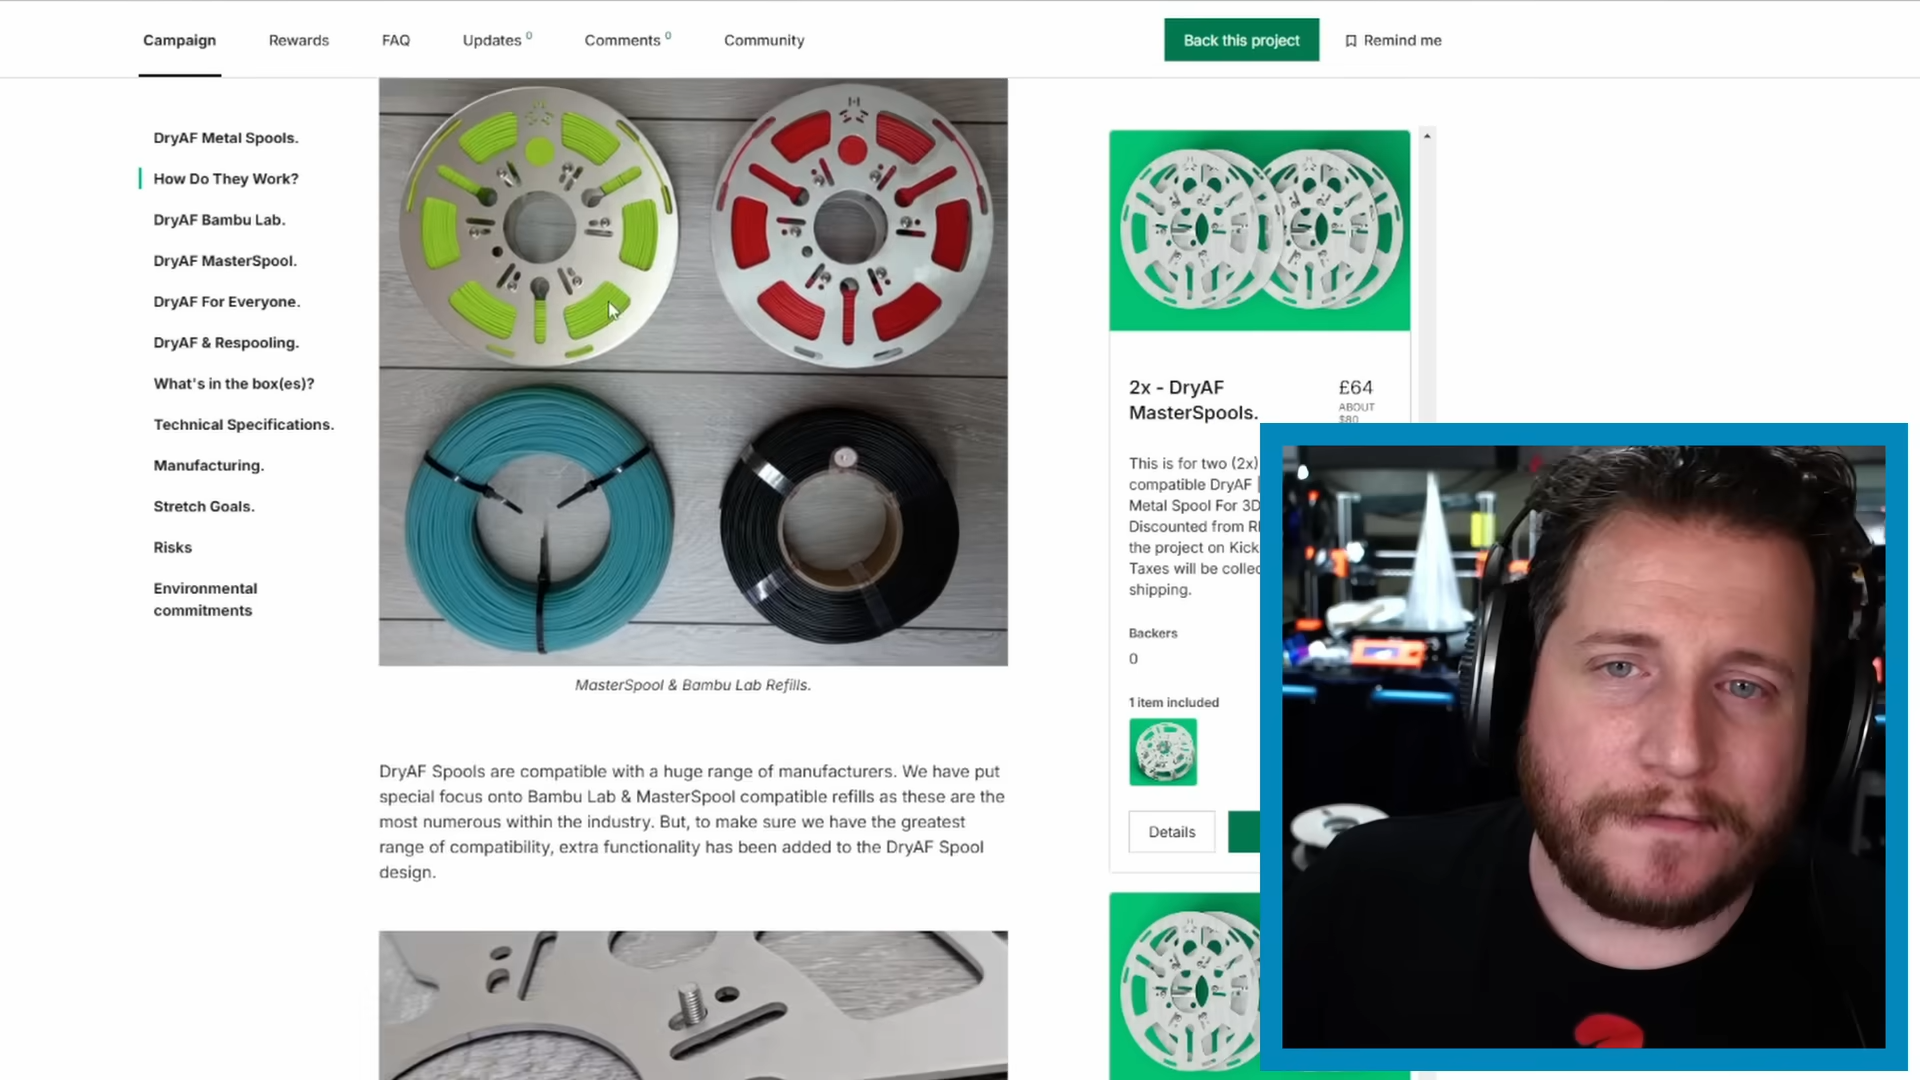 Campaign
Rewards
FAQ
Updates 0
Comments 0
Community
Back this project
Remind me
DryAF Metal Spools.
How Do They Work?
DryAF Bambu Lab.
DryAF MasterSpool.
DryAF For Everyone.
DryAF & Respooling.
What's in the box(es)?
Technical Specifications.
Manufacturing.
Stretch Goals.
Risks
Environmental
commitments
MasterSpool & Bambu Lab Refills.
DryAF Spools are compatible with a huge range of manufacturers. We have put
special focus onto Bambu Lab & MasterSpool compatible refills as these are the
most numerous within the industry. But, to make sure we have the greatest
range of compatibility, extra functionality has been added to the DryAF Spool
design.
2x - DryAF
MasterSpools.
£64
ABOUT
$80
This is for two (2x)
compatible DryAF |
Metal Spool For 3D
Discounted from
the project on Kick
Taxes will be
shipping.
Backers
0
1 item included
Details